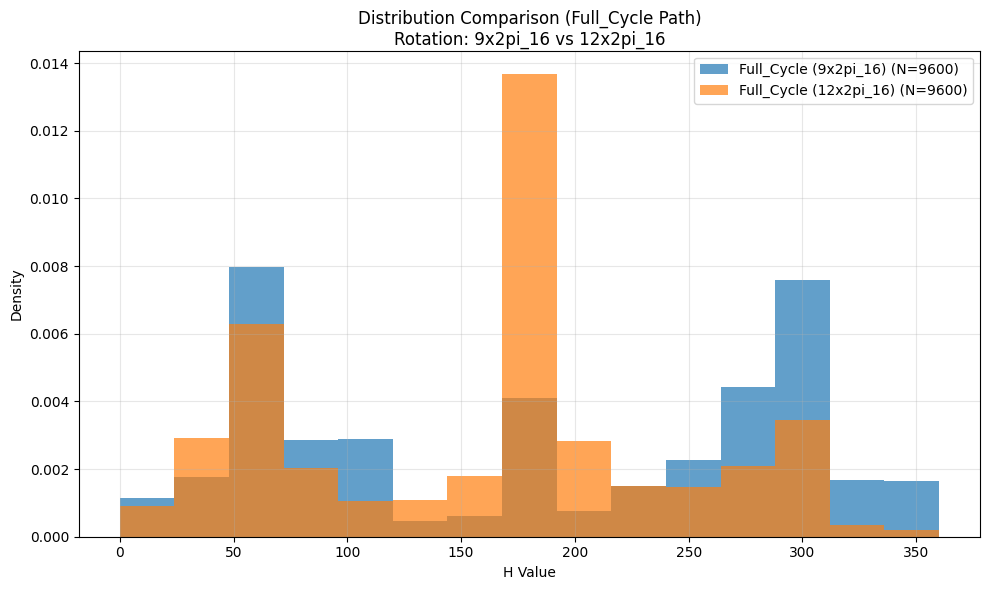 Distribution Comparison (Full_Cycle Path)
Rotation: 9x2pi_16 vs 12x2pi_16
Full_Cycle (9x2pi_16) (N=9600)
Full_Cycle (12x2pi_16) (N=9600)
0.014
0.012
0.010
0.008
0.006
0.004
0.002
0.000
Density
0 50 100 150 200 250 300 350
H Value